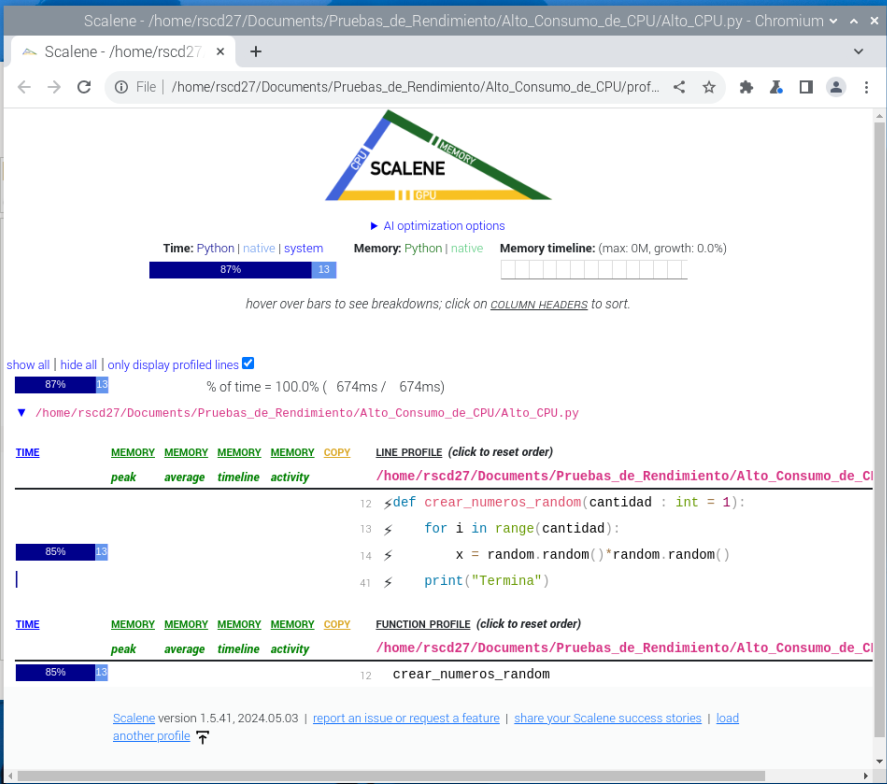 Scalene - /home/rscd27/Documents/Pruebas_de_Rendimiento/Alto_Consumo_de_CPU/Alto_CPU.py - Chromium
Scalene - /home/rscd27/
File | /home/rscd27/Documents/Pruebas_de_Rendimiento/Alto_Consumo_de_CPU/prof...
CPU
MEMORY
SCALENE
GPU
▶ AI optimization options
Time: Python | native | system Memory: Python | native Memory timeline: (max: 0M, growth: 0.0%)
87% 13
hover over bars to see breakdowns; click on COLUMN HEADERS to sort.
show all | hide all | only display profiled lines
87% 13 % of time = 100.0% ( 674ms / 674ms)
▼ /home/rscd27/Documents/Pruebas_de_Rendimiento/Alto_Consumo_de_CPU/Alto_CPU.py
TIME MEMORY MEMORY MEMORY MEMORY COPY LINE PROFILE (click to reset order)
peak average timeline activity /home/rscd27/Documents/Pruebas_de_Rendimiento/Alto_Consumo_de_C
12 ⚡def crear_numeros_random(cantidad : int = 1):
13 ⚡ for i in range(cantidad):
85% 13 14 ⚡ x = random.random()*random.random()
41 ⚡ print("Termina")
TIME MEMORY MEMORY MEMORY MEMORY COPY FUNCTION PROFILE (click to reset order)
peak average timeline activity /home/rscd27/Documents/Pruebas_de_Rendimiento/Alto_Consumo_de_C
85% 13 12 crear_numeros_random
Scalene version 1.5.41, 2024.05.03 | report an issue or request a feature | share your Scalene success stories | load
another profile